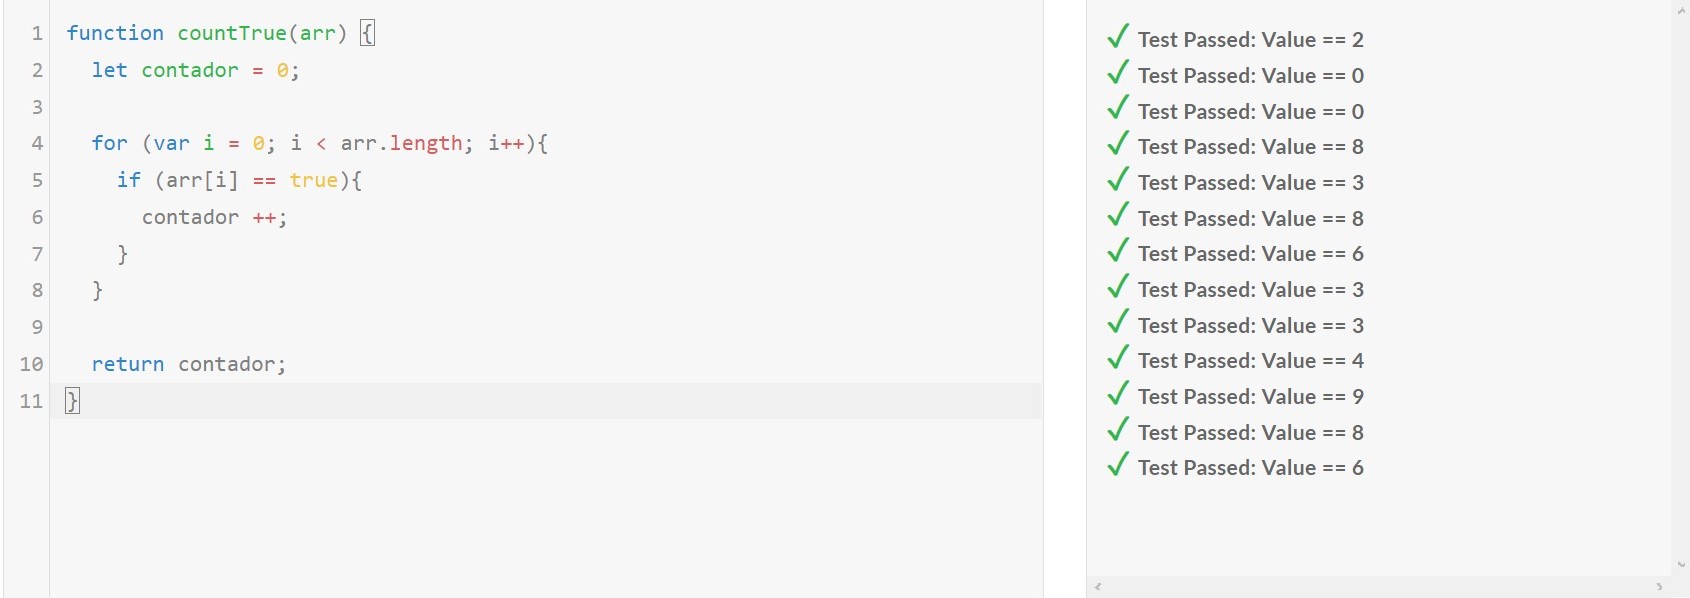 1 function countTrue(arr) {
2   let contador = 0;
3
4   for (var i = 0; i < arr.length; i++){
5     if (arr[i] == true){
6       contador ++;
7     }
8   }
9
10   return contador;
11 }
✓ Test Passed: Value == 2
✓ Test Passed: Value == 0
✓ Test Passed: Value == 0
✓ Test Passed: Value == 8
✓ Test Passed: Value == 3
✓ Test Passed: Value == 8
✓ Test Passed: Value == 6
✓ Test Passed: Value == 3
✓ Test Passed: Value == 3
✓ Test Passed: Value == 4
✓ Test Passed: Value == 9
✓ Test Passed: Value == 8
✓ Test Passed: Value == 6